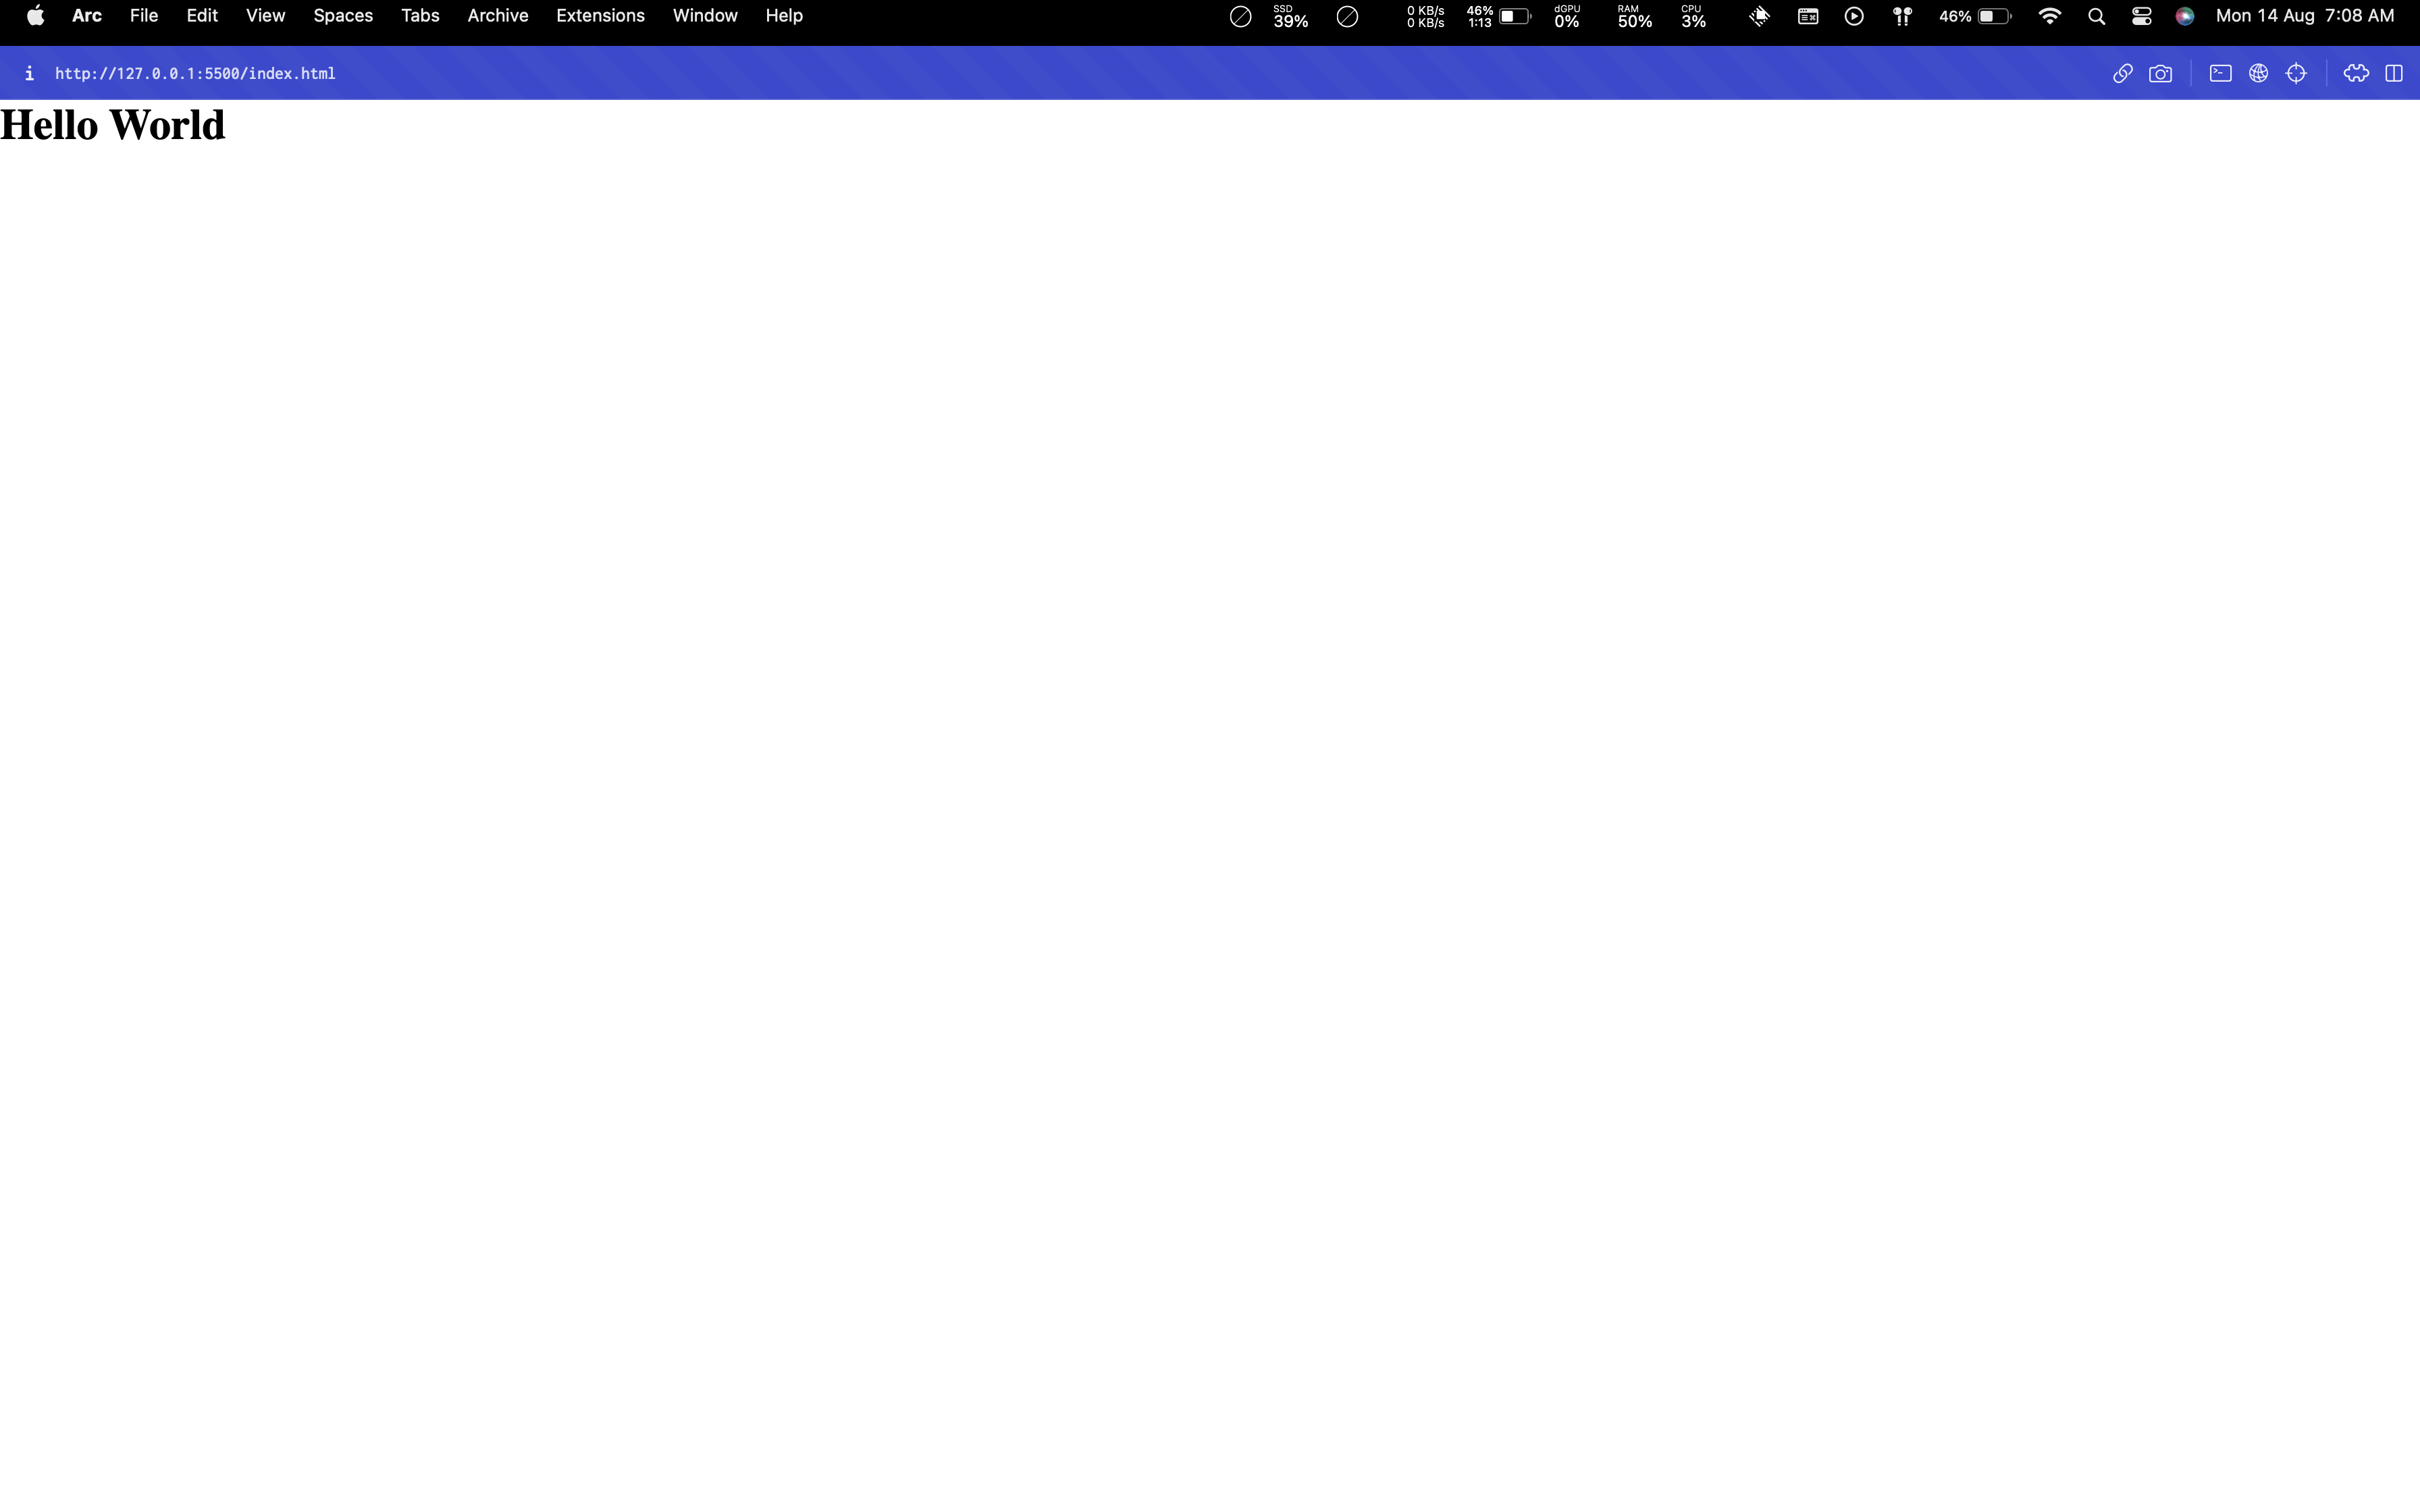 Arc File Edit View Spaces Tabs Archive Extensions Window Help SSD 39% 0 KB/s 0 KB/s 46% 1:13 dGPU 0% RAM 50% CPU 3% 46% Mon 14 Aug 7:08 AM
i http://127.0.0.1:5500/index.html
Hello World